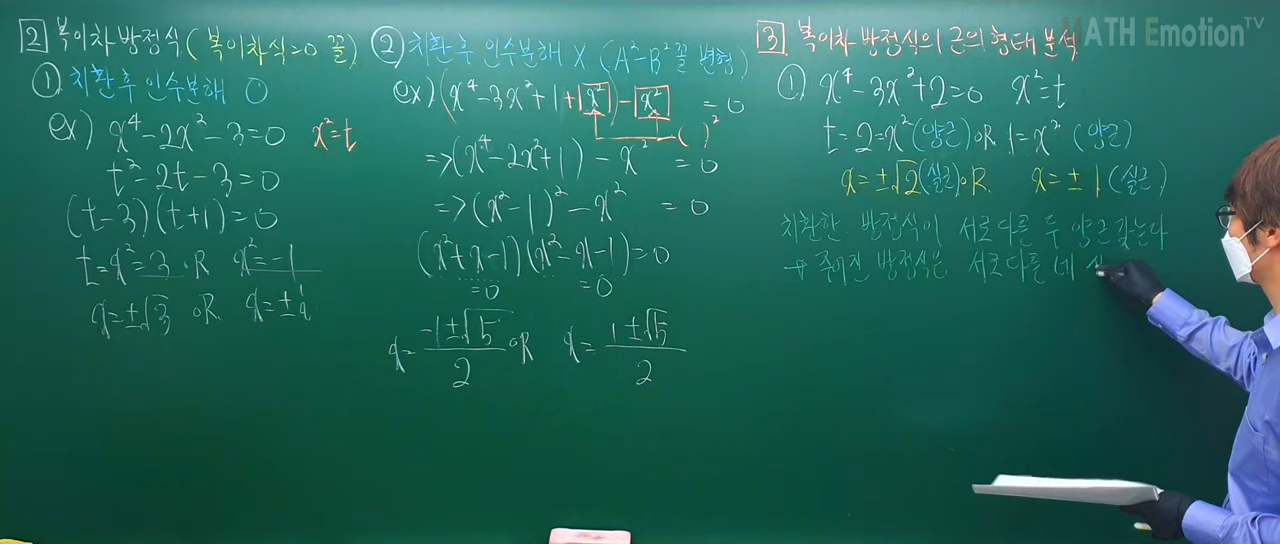 2 복이차방정식(복이차식=0 꼴)
① 치환후 인수분해 O
ex) x⁴-2x²-3=0 x²=t
t²-2t-3=0
(t-3)(t+1)=0
t=x²=3 OR x²=-1
x=±√3 OR x=±i
② 치환후 인수분해 X (A²-B² 꼴 변형)
ex) (x⁴-3x²+1+x²)-x² =0
( )²
=>(x⁴-2x²+1)-x² =0
=>(x²-1)²-x² =0
(x²+x-1)(x²-x-1)=0
=0 =0
x=(-1±√5)/2 OR x=(1±√5)/2
3 복이차 방정식의 근의 형태 분석
① x⁴-3x²+2=0 x²=t
t=2=x²(양근) OR 1=x² (양근)
x=±√2(실근) OR x=±1(실근)
치환한 방정식이 서로다른 두 양근 갖는다
→ 주어진 방정식은 서로다른 네
MATH Emotion TV